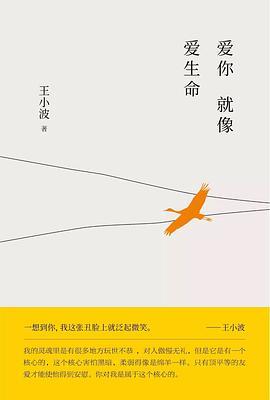 爱你就像
爱生命
王小波 著
一想到你，我这张丑脸上就泛起微笑。 ——王小波
我的灵魂里是有很多地方玩世不恭，对人傲慢无礼，但是它是有一个
核心的，这个核心害怕黑暗，柔弱得像是绵羊一样。只有顶平等的友
爱才能使他得到安慰。你对我是属于这个核心的。